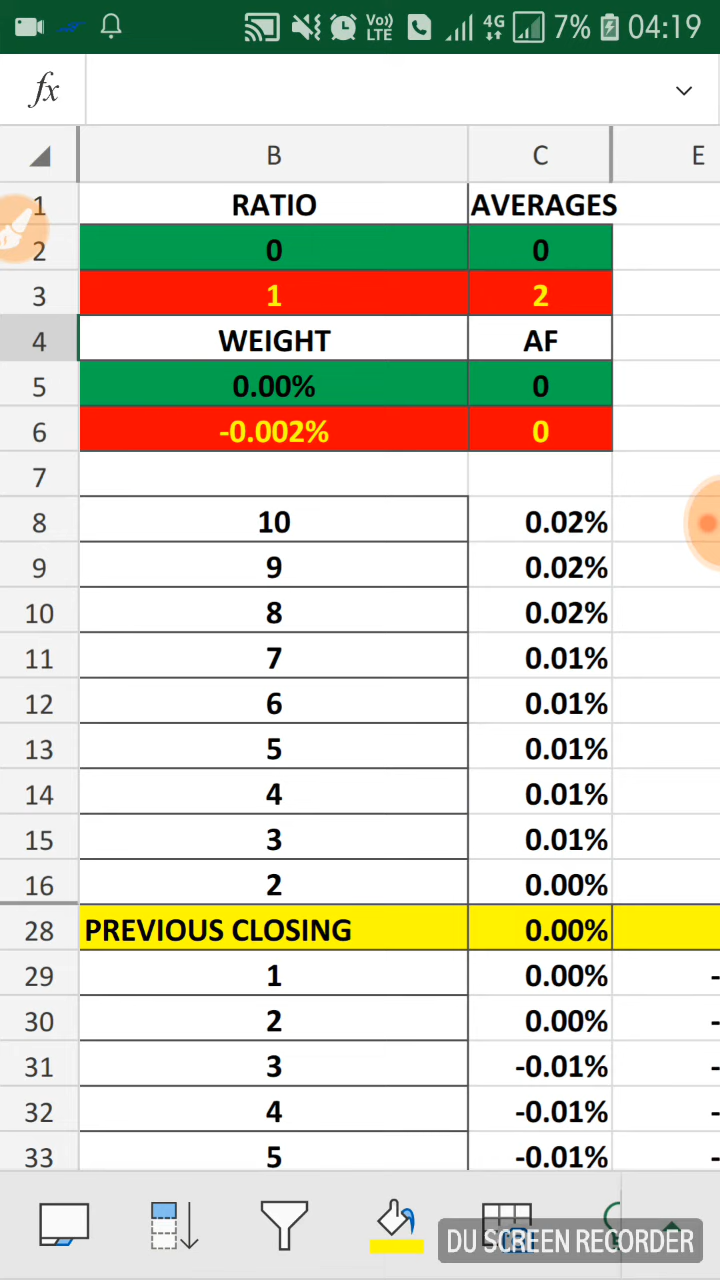 Vo)) LTE 4G 7% 04:19
fx
B C E
1 RATIO AVERAGES
2 0 0
3 1 2
4 WEIGHT AF
5 0.00% 0
6 -0.002% 0
7
8 10 0.02%
9 9 0.02%
10 8 0.02%
11 7 0.01%
12 6 0.01%
13 5 0.01%
14 4 0.01%
15 3 0.01%
16 2 0.00%
28 PREVIOUS CLOSING 0.00%
29 1 0.00% -
30 2 0.00% -
31 3 -0.01% -
32 4 -0.01% -
33 5 -0.01% -
DU SCREEN RECORDER